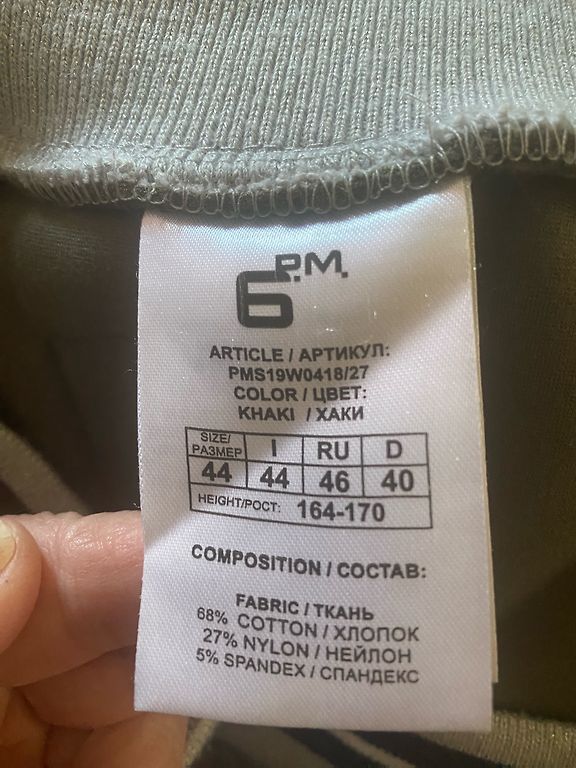 6 P.M.
ARTICLE / АРТИКУЛ:
PMS19W0418/27
COLOR / ЦВЕТ:
KHAKI / ХАКИ
SIZE/ РАЗМЕР I RU D
44 44 46 40
HEIGHT/РОСТ: 164-170
COMPOSITION / СОСТАВ:
FABRIC / ТКАНЬ
68% COTTON / ХЛОПОК
27% NYLON / НЕЙЛОН
5% SPANDEX / СПАНДЕКС